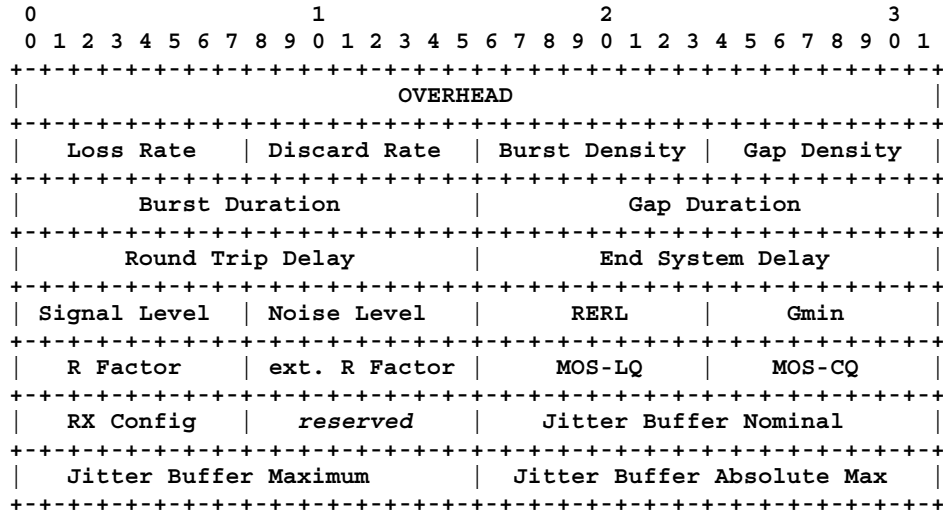 0                   1                   2                   3
0 1 2 3 4 5 6 7 8 9 0 1 2 3 4 5 6 7 8 9 0 1 2 3 4 5 6 7 8 9 0 1
+-+-+-+-+-+-+-+-+-+-+-+-+-+-+-+-+-+-+-+-+-+-+-+-+-+-+-+-+-+-+-+-+
| OVERHEAD |
+-+-+-+-+-+-+-+-+-+-+-+-+-+-+-+-+-+-+-+-+-+-+-+-+-+-+-+-+-+-+-+-+
| Loss Rate | Discard Rate | Burst Density | Gap Density |
+-+-+-+-+-+-+-+-+-+-+-+-+-+-+-+-+-+-+-+-+-+-+-+-+-+-+-+-+-+-+-+-+
| Burst Duration | Gap Duration |
+-+-+-+-+-+-+-+-+-+-+-+-+-+-+-+-+-+-+-+-+-+-+-+-+-+-+-+-+-+-+-+-+
| Round Trip Delay | End System Delay |
+-+-+-+-+-+-+-+-+-+-+-+-+-+-+-+-+-+-+-+-+-+-+-+-+-+-+-+-+-+-+-+-+
| Signal Level | Noise Level | RERL | Gmin |
+-+-+-+-+-+-+-+-+-+-+-+-+-+-+-+-+-+-+-+-+-+-+-+-+-+-+-+-+-+-+-+-+
| R Factor | ext. R Factor | MOS-LQ | MOS-CQ |
+-+-+-+-+-+-+-+-+-+-+-+-+-+-+-+-+-+-+-+-+-+-+-+-+-+-+-+-+-+-+-+-+
| RX Config | reserved | Jitter Buffer Nominal |
+-+-+-+-+-+-+-+-+-+-+-+-+-+-+-+-+-+-+-+-+-+-+-+-+-+-+-+-+-+-+-+-+
| Jitter Buffer Maximum | Jitter Buffer Absolute Max |
+-+-+-+-+-+-+-+-+-+-+-+-+-+-+-+-+-+-+-+-+-+-+-+-+-+-+-+-+-+-+-+-+